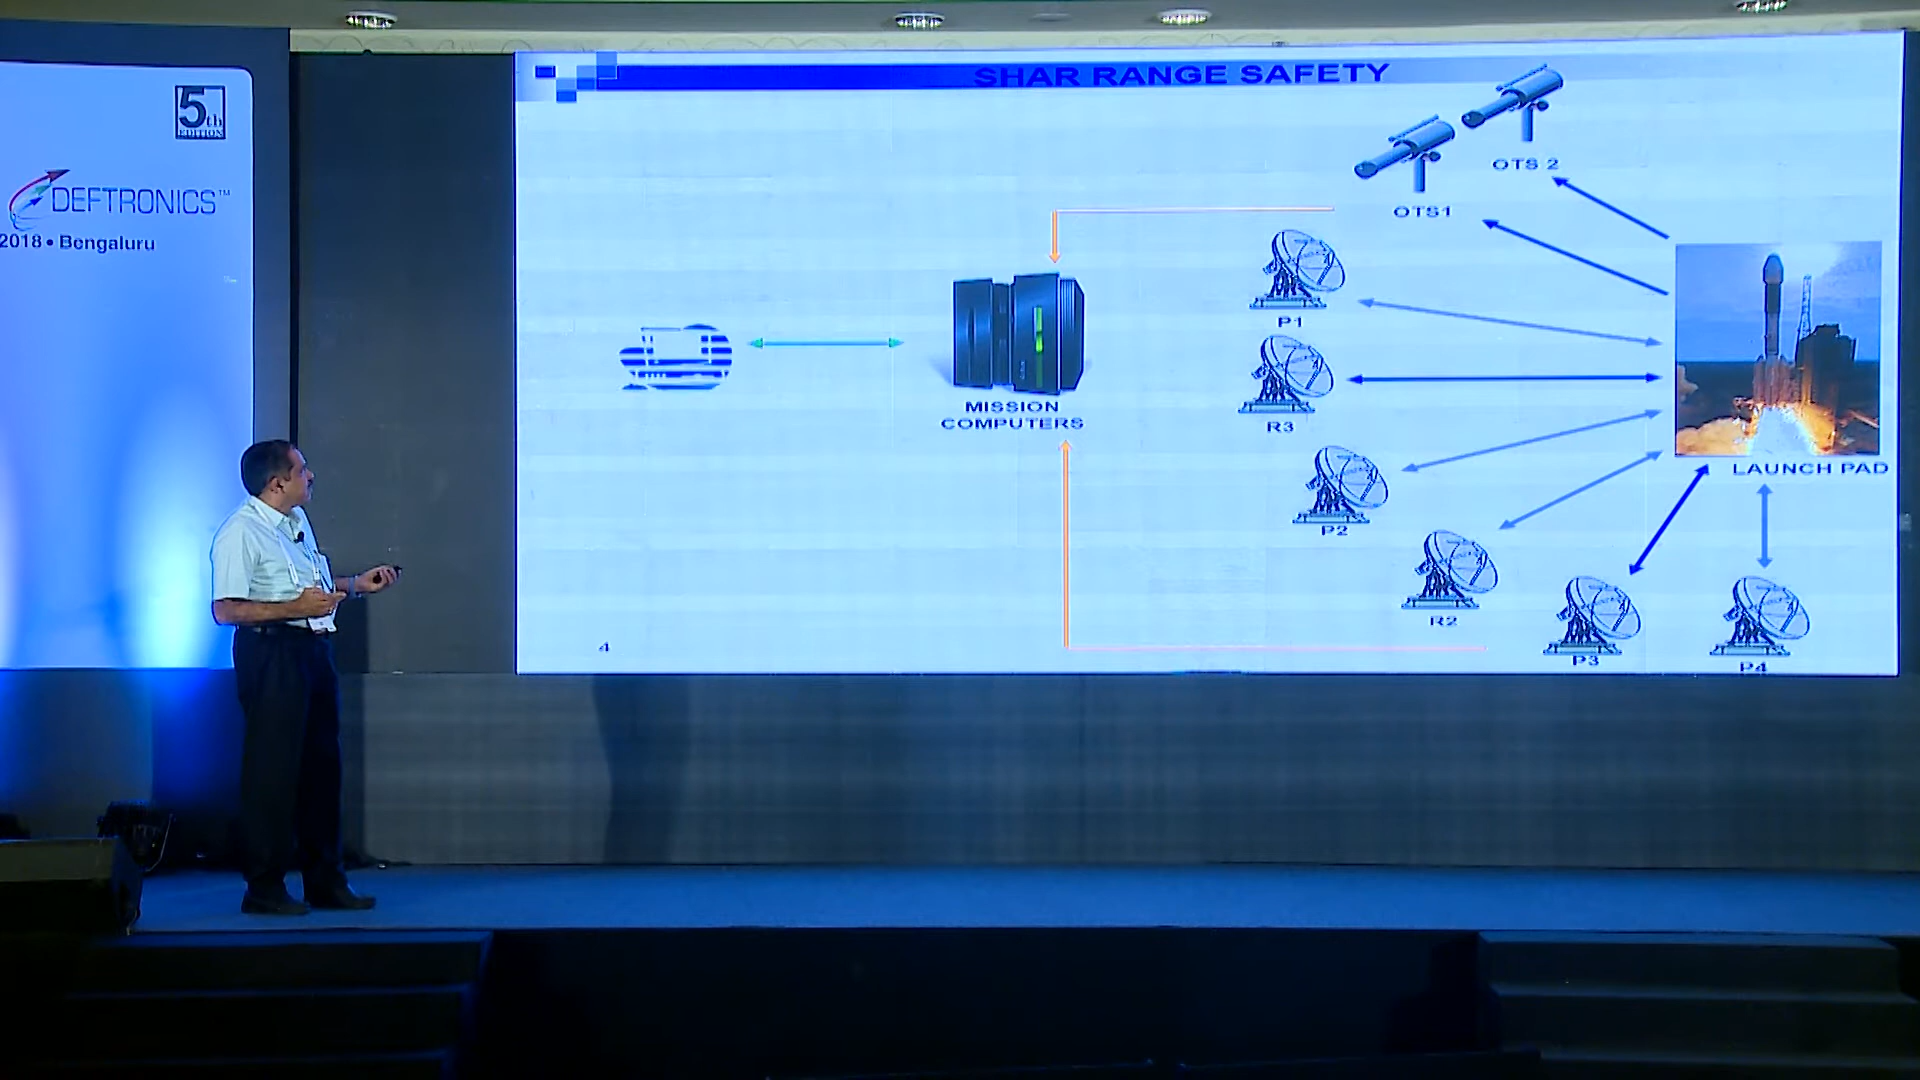 5th
EDITION
DEFTRONICS™
2018 • Bengaluru
SHAR RANGE SAFETY
OTS 2
OTS1
P1
MISSION
COMPUTERS
R3
LAUNCH PAD
P2
R2
P3
P4
4